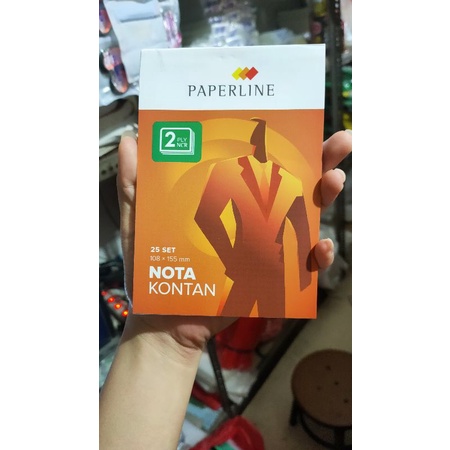 PAPERLINE
2 PLY
NCR
25 SET
108 x 155 mm
NOTA
KONTAN